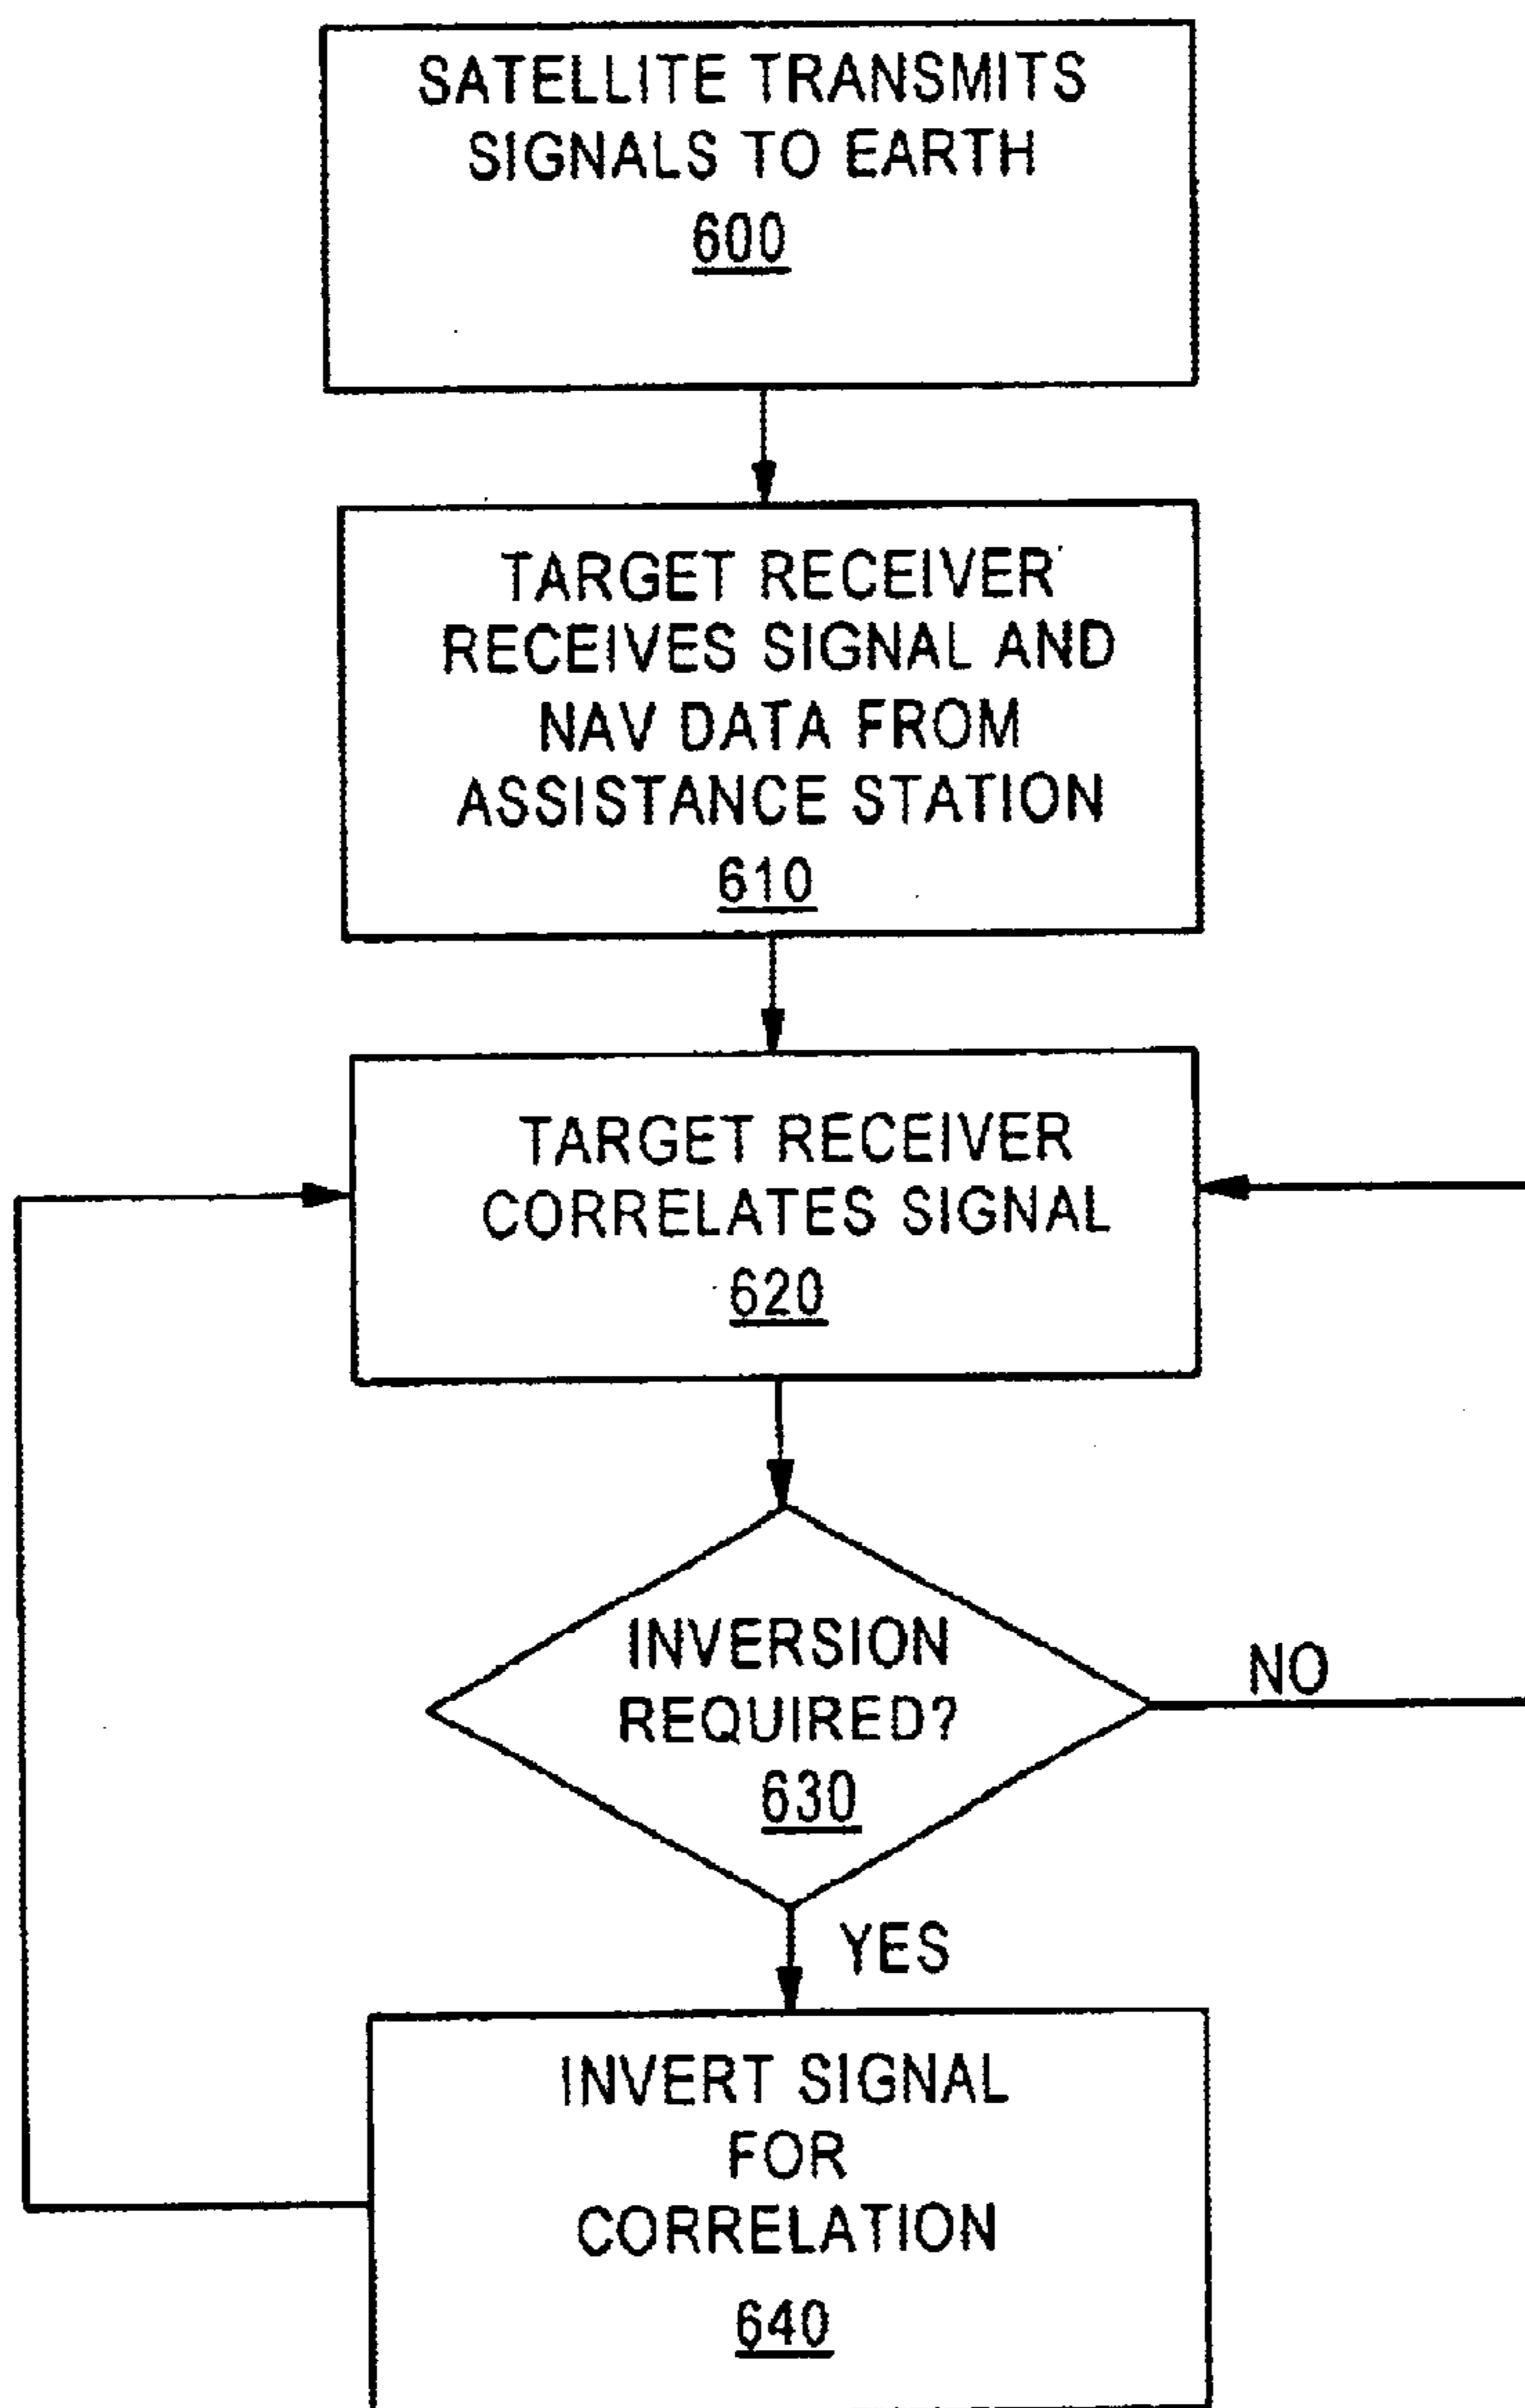 SATELLITE TRANSMITS
SIGNALS TO EARTH
600
TARGET RECEIVER
RECEIVES SIGNAL AND
NAV DATA FROM
ASSISTANCE STATION
610
TARGET RECEIVER
CORRELATES SIGNAL
620
INVERSION
REQUIRED?
630
NO
YES
INVERT SIGNAL
FOR
CORRELATION
640